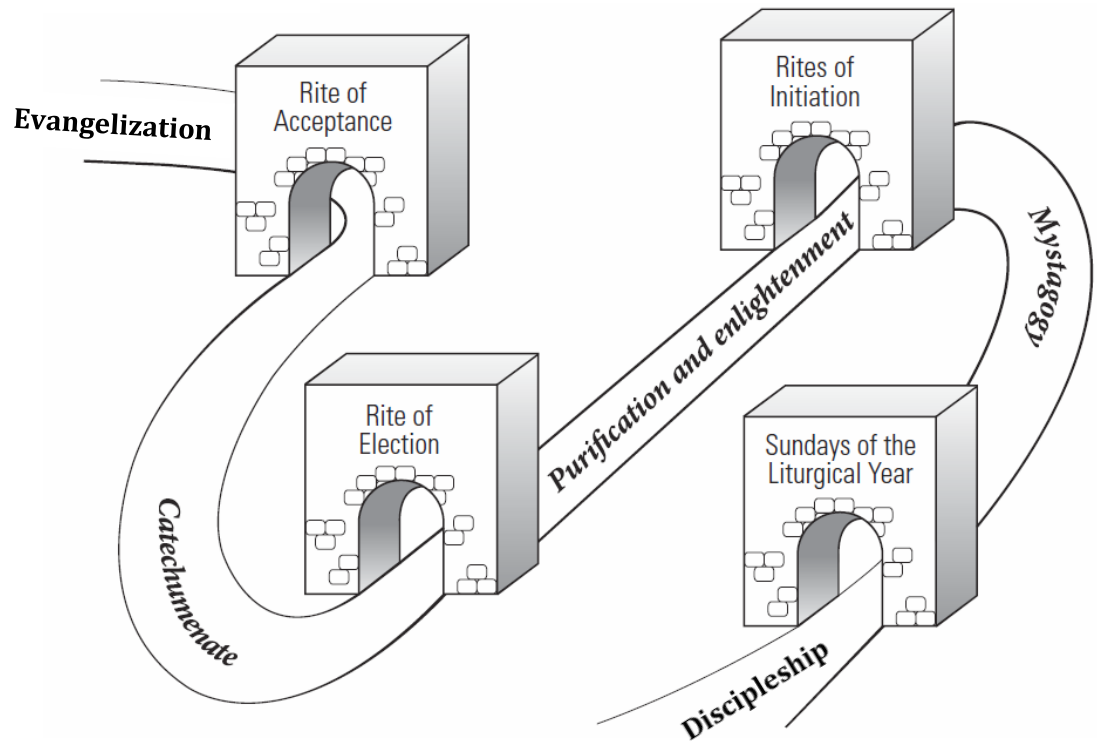 Evangelization
Rite of
Acceptance
Catechumenate
Rite of
Election
Purification and enlightenment
Rites of
Initiation
Mystagogy
Sundays of the
Liturgical Year
Discipleship